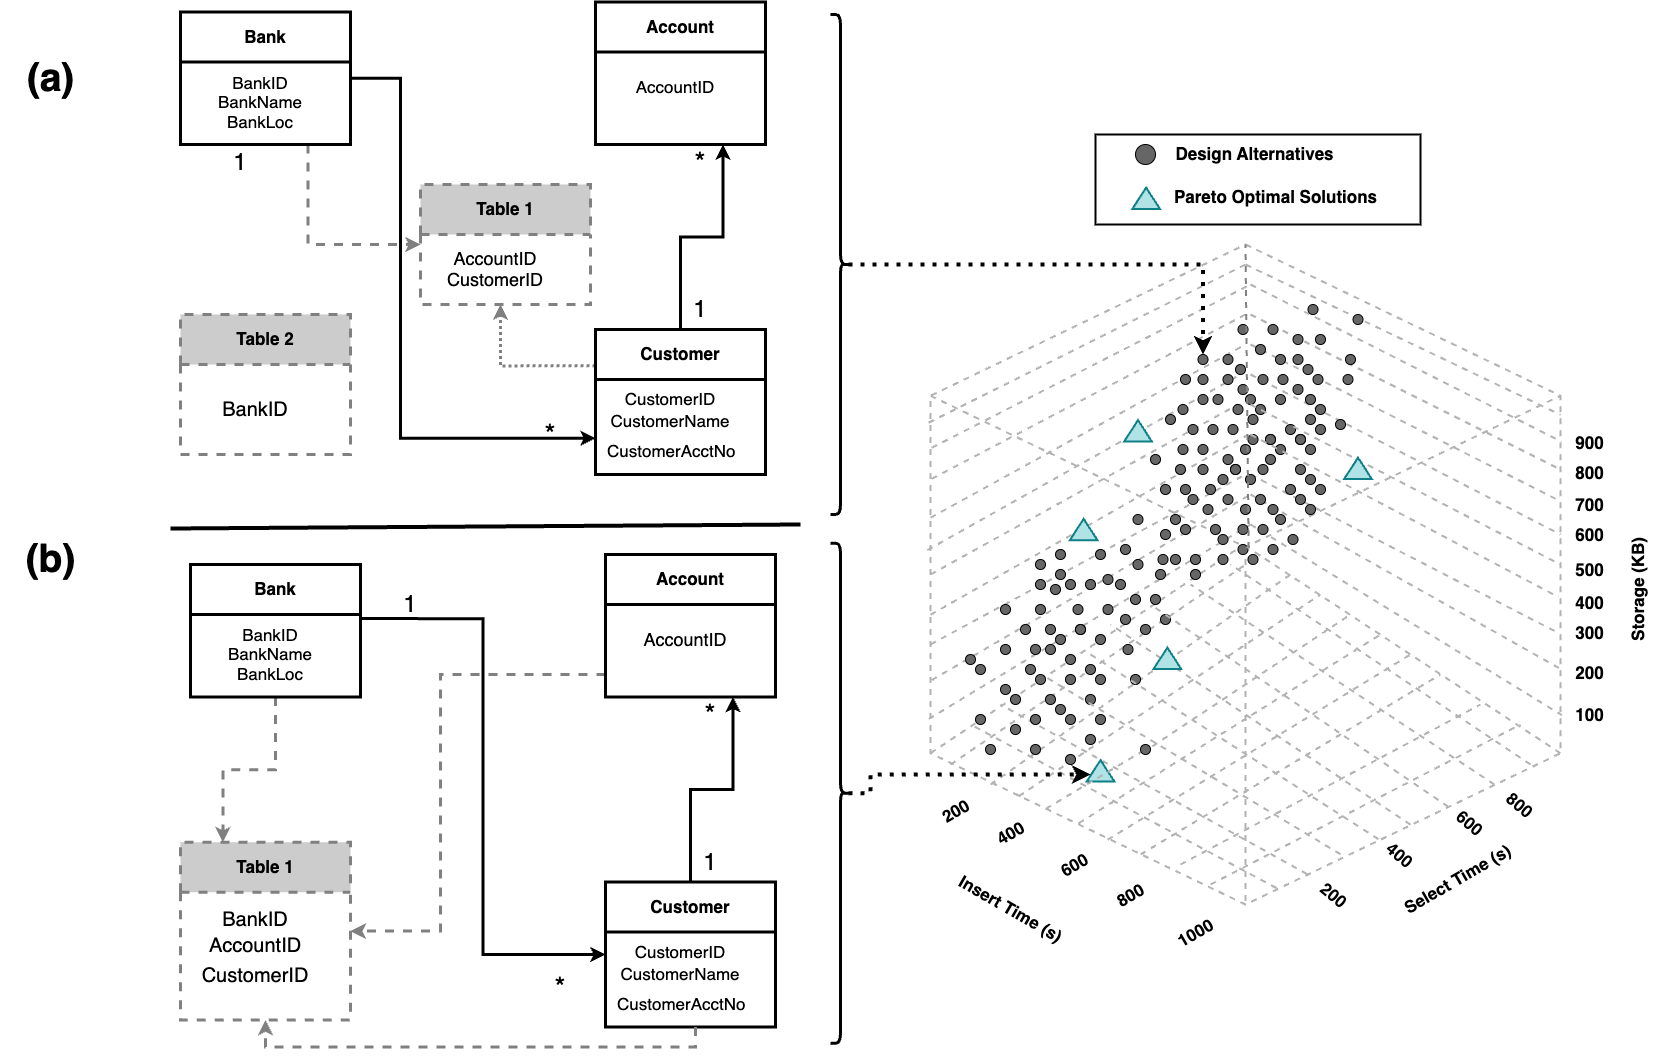 (a)
Bank
BankID
BankName
BankLoc
1
Account
AccountID
*
Table 1
AccountID
CustomerID
1
Table 2
BankID
Customer
CustomerID
CustomerName
CustomerAcctNo
*
(b)
Bank
BankID
BankName
BankLoc
1
Account
AccountID
*
Table 1
BankID
AccountID
CustomerID
1
Customer
CustomerID
CustomerName
CustomerAcctNo
*
Design Alternatives
Pareto Optimal Solutions
900
800
700
600
500
400
300
200
100
Storage (KB)
200
400
600
800
1000
Insert Time (s)
200
400
600
800
Select Time (s)